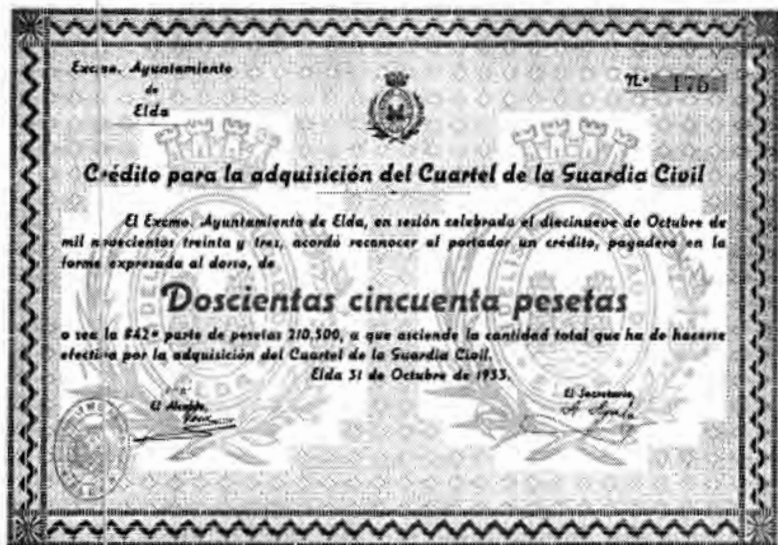 Excmo. Ayuntamiento
de
Elda
N.º 176
Crédito para la adquisición del Cuartel de la Guardia Civil
El Excmo. Ayuntamiento de Elda, en sesión celebrada el diecinueve de Octubre de
mil novecientos treinta y tres, acordó reconocer al portador un crédito, pagadero en la
forma expresada al dorso, de
Doscientas cincuenta pesetas
o sea la 842ª parte de pesetas 210,500, a que asciende la cantidad total que ha de hacerse
efectiva por la adquisición del Cuartel de la Guardia Civil.
Elda 31 de Octubre de 1933.
El Alcalde,
El Secretario,